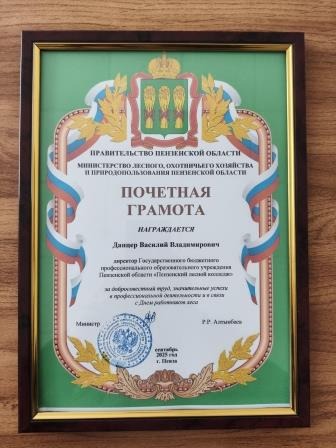 ПРАВИТЕЛЬСТВО ПЕНЗЕНСКОЙ ОБЛАСТИ
МИНИСТЕРСТВО ЛЕСНОГО, ОХОТНИЧЬЕГО ХОЗЯЙСТВА
И ПРИРОДОПОЛЬЗОВАНИЯ ПЕНЗЕНСКОЙ ОБЛАСТИ
ПОЧЕТНАЯ
ГРАМОТА
НАГРАЖДАЕТСЯ
Данцер Василий Владимирович
директор Государственного бюджетного
профессионального образовательного учреждения
Пензенской области «Пензенский лесной колледж»
за добросовестный труд, значительные успехи
в профессиональной деятельности и в связи
с Днем работников леса
Министр Р.Р. Алтынбаев
сентябрь
2025 год
г. Пенза